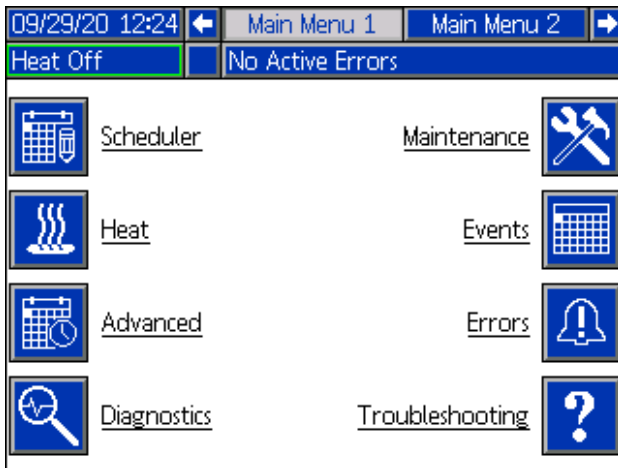 09/29/20 12:24 Main Menu 1 Main Menu 2
Heat Off No Active Errors
Scheduler Maintenance
Heat Events
Advanced Errors
Diagnostics Troubleshooting